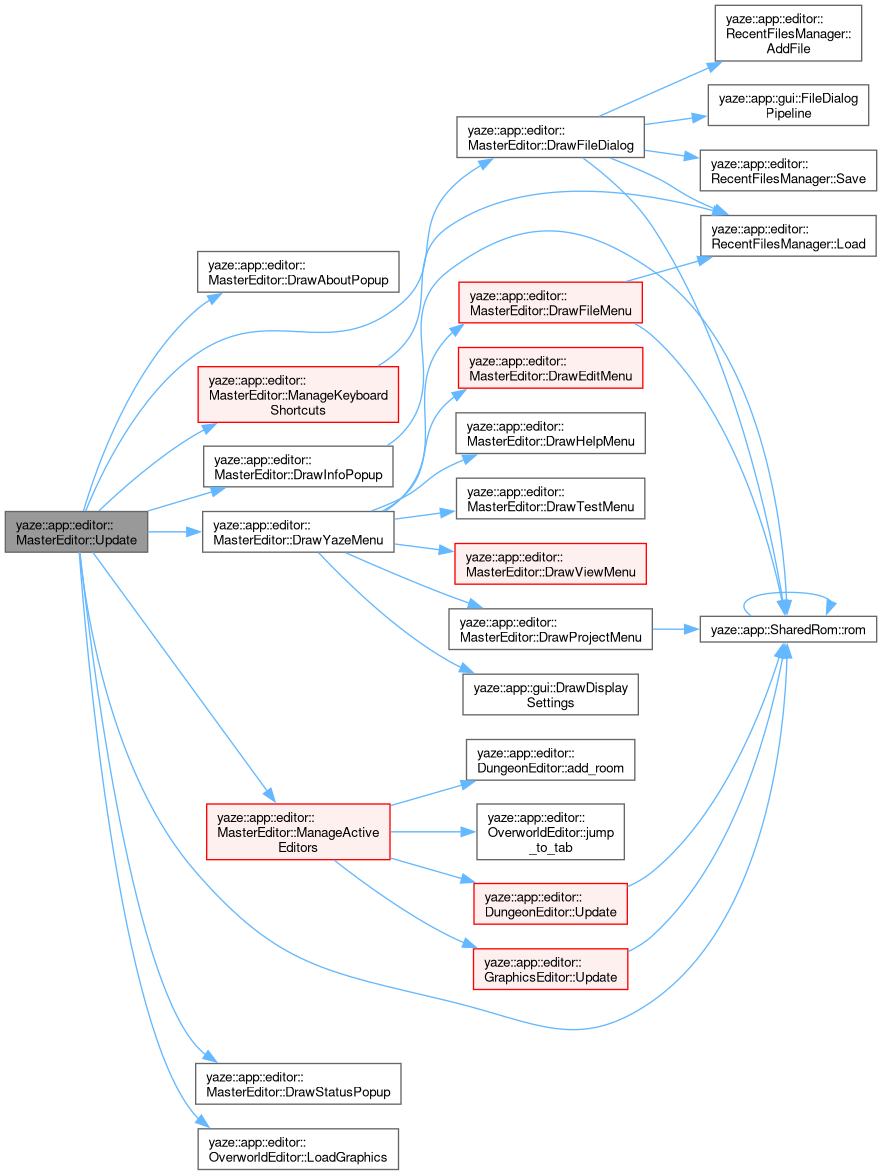 yaze::app::editor::
RecentFilesManager::
AddFile
yaze::app::gui::FileDialog
Pipeline
yaze::app::editor::
MasterEditor::DrawFileDialog
yaze::app::editor::
RecentFilesManager::Save
yaze::app::editor::
RecentFilesManager::Load
yaze::app::editor::
MasterEditor::DrawAboutPopup
yaze::app::editor::
MasterEditor::DrawFileMenu
yaze::app::editor::
MasterEditor::DrawEditMenu
yaze::app::editor::
MasterEditor::ManageKeyboard
Shortcuts
yaze::app::editor::
MasterEditor::DrawHelpMenu
yaze::app::editor::
MasterEditor::DrawInfoPopup
yaze::app::editor::
MasterEditor::DrawTestMenu
yaze::app::editor::
MasterEditor::Update
yaze::app::editor::
MasterEditor::DrawYazeMenu
yaze::app::editor::
MasterEditor::DrawViewMenu
yaze::app::editor::
MasterEditor::DrawProjectMenu
yaze::app::SharedRom::rom
yaze::app::gui::DrawDisplay
Settings
yaze::app::editor::
DungeonEditor::add_room
yaze::app::editor::
MasterEditor::ManageActive
Editors
yaze::app::editor::
OverworldEditor::jump
_to_tab
yaze::app::editor::
DungeonEditor::Update
yaze::app::editor::
GraphicsEditor::Update
yaze::app::editor::
MasterEditor::DrawStatusPopup
yaze::app::editor::
OverworldEditor::LoadGraphics